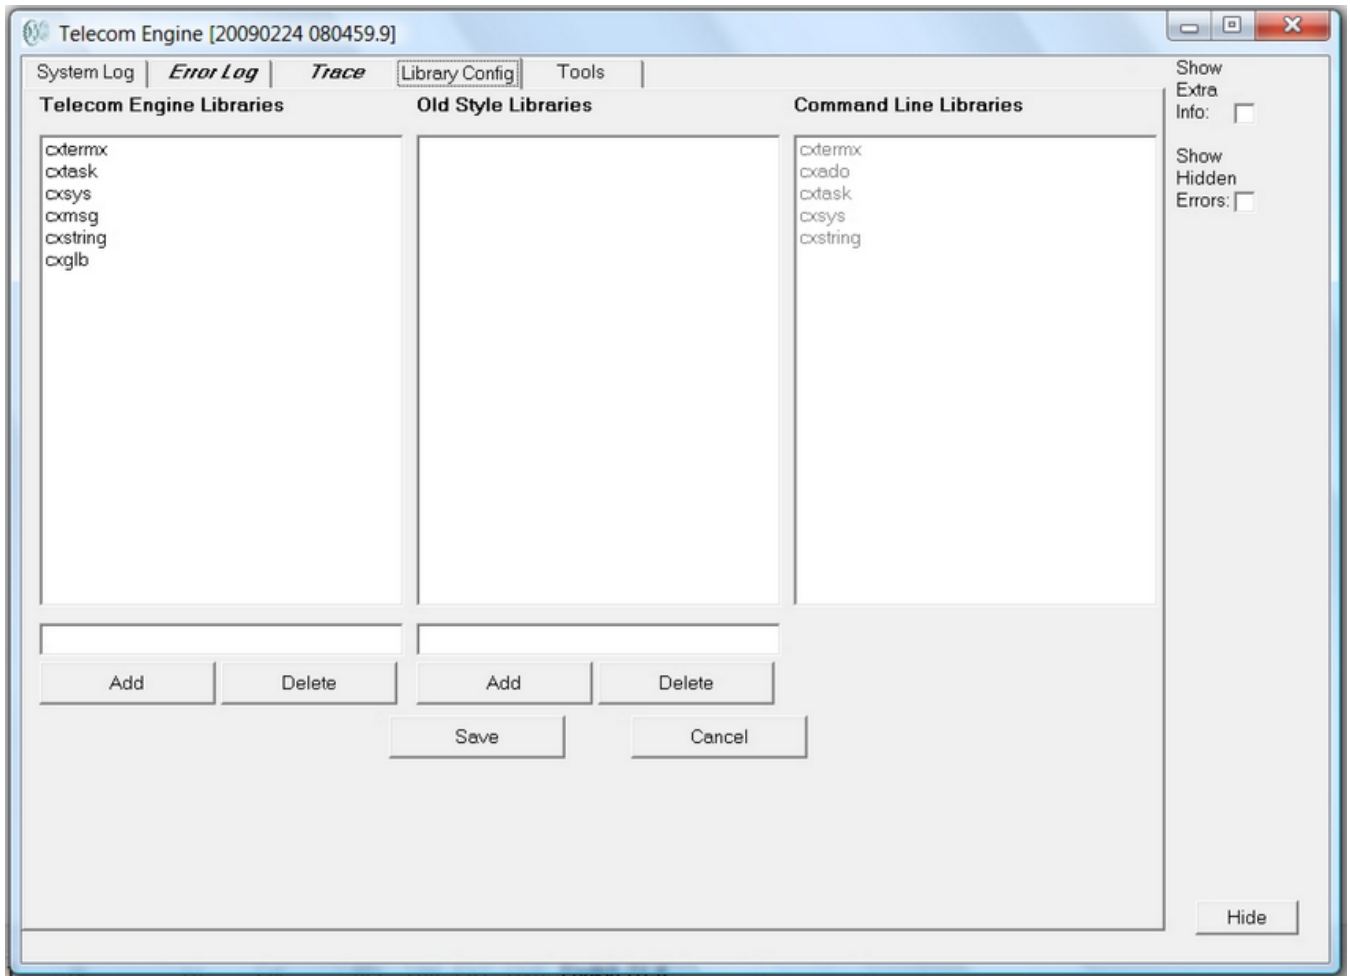 Telecom Engine [20090224 080459.9]
System Log Error Log Trace Library Config Tools
Telecom Engine Libraries
cxtermx
cxtask
cxsys
cxmsg
cxstring
cxglb
Add Delete
Old Style Libraries
Add Delete
Command Line Libraries
cxtermx
cxado
cxtask
cxsys
cxstring
Save Cancel
Show
Extra
Info:
Show
Hidden
Errors:
Hide